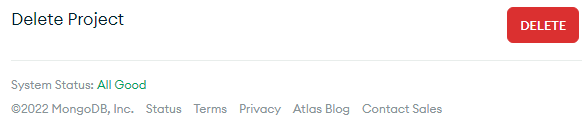 Delete Project DELETE
System Status: All Good
©2022 MongoDB, Inc. Status Terms Privacy Atlas Blog Contact Sales